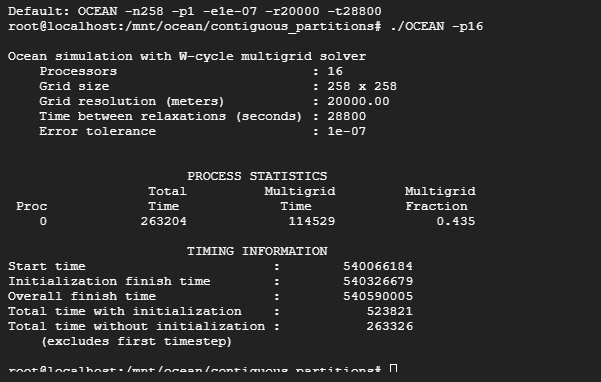 Default: OCEAN -n258 -p1 -e1e-07 -r20000 -t28800
root@localhost:/mnt/ocean/contiguous_partitions# ./OCEAN -p16
Ocean simulation with W-cycle multigrid solver
Processors : 16
Grid size : 258 x 258
Grid resolution (meters) : 20000.00
Time between relaxations (seconds) : 28800
Error tolerance : 1e-07
PROCESS STATISTICS
Total Multigrid Multigrid
Proc Time Time Fraction
0 263204 114529 0.435
TIMING INFORMATION
Start time : 540066184
Initialization finish time : 540326679
Overall finish time : 540590005
Total time with initialization : 523821
Total time without initialization : 263326
(excludes first timestep)
root@localhost:/mnt/ocean/contiguous_partitions#